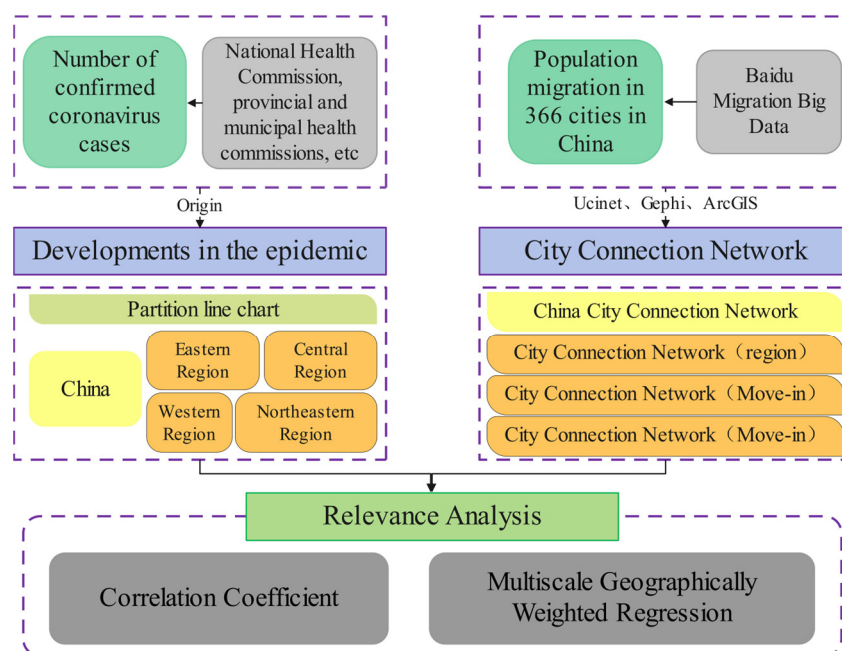 Number of
confirmed
coronavirus
cases
National Health
Commission,
provincial and
municipal health
commissions, etc
Population
migration in
366 cities in
China
Baidu
Migration Big
Data
Origin
Ucinet、Gephi、ArcGIS
Developments in the epidemic
City Connection Network
Partition line chart
China
Eastern
Region
Central
Region
Western
Region
Northeastern
Region
China City Connection Network
City Connection Network（region）
City Connection Network（Move-in）
City Connection Network（Move-in）
Relevance Analysis
Correlation Coefficient
Multiscale Geographically
Weighted Regression